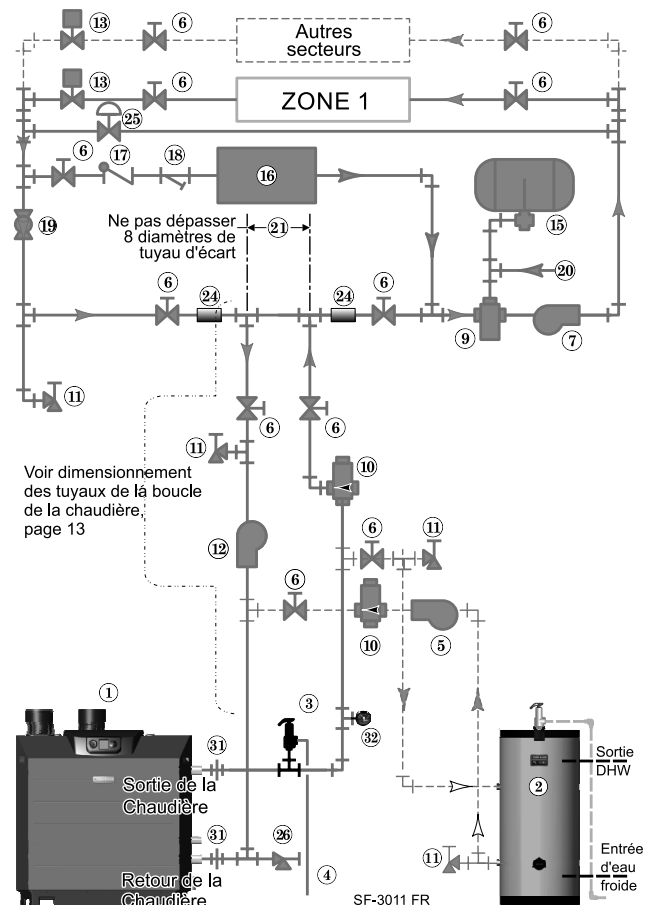 13
6
Autres
secteurs
6
13
6
ZONE 1
6
25
6
17
18
16
15
19
Ne pas dépasser
8 diamètres de
tuyau d'écart
21
20
6
24
24
6
9
7
11
6
6
11
10
Voir dimensionnement
des tuyaux de la boucle
de la chaudière,
page 13
12
6
11
6
10
5
1
3
32
31
Sortie de la
Chaudière
2
Sortie
DHW
31
26
11
Entrée
d'eau
froide
4
Retour de la
Chaudière
SF-3011 FR